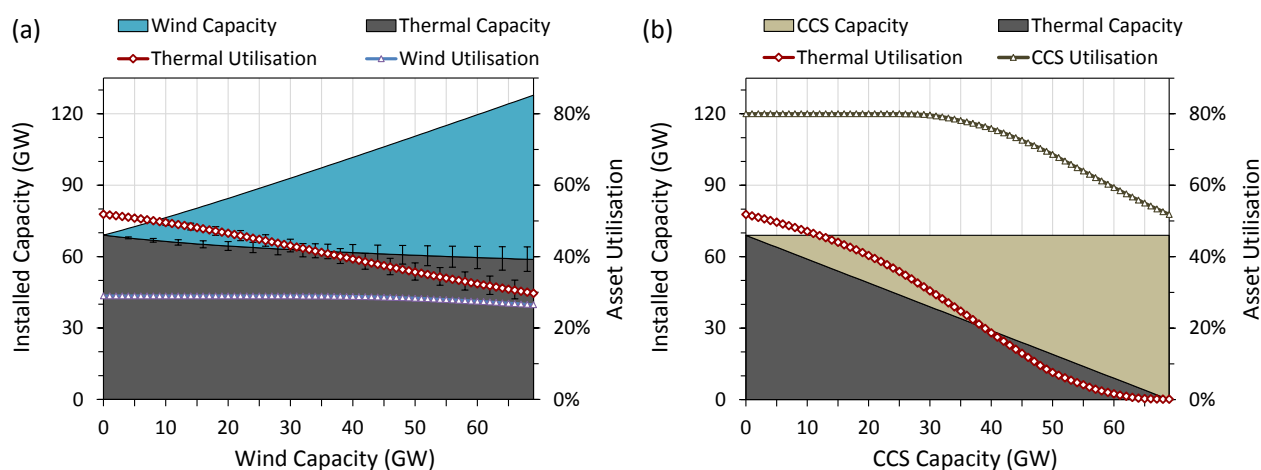 (a)
Wind Capacity
Thermal Capacity
Thermal Utilisation
Wind Utilisation
Installed Capacity (GW)
120
90
60
30
0
80%
60%
40%
20%
0%
Asset Utilisation
0 10 20 30 40 50 60
Wind Capacity (GW)
(b)
CCS Capacity
Thermal Capacity
Thermal Utilisation
CCS Utilisation
Installed Capacity (GW)
120
90
60
30
0
80%
60%
40%
20%
0%
Asset Utilisation
0 10 20 30 40 50 60
CCS Capacity (GW)